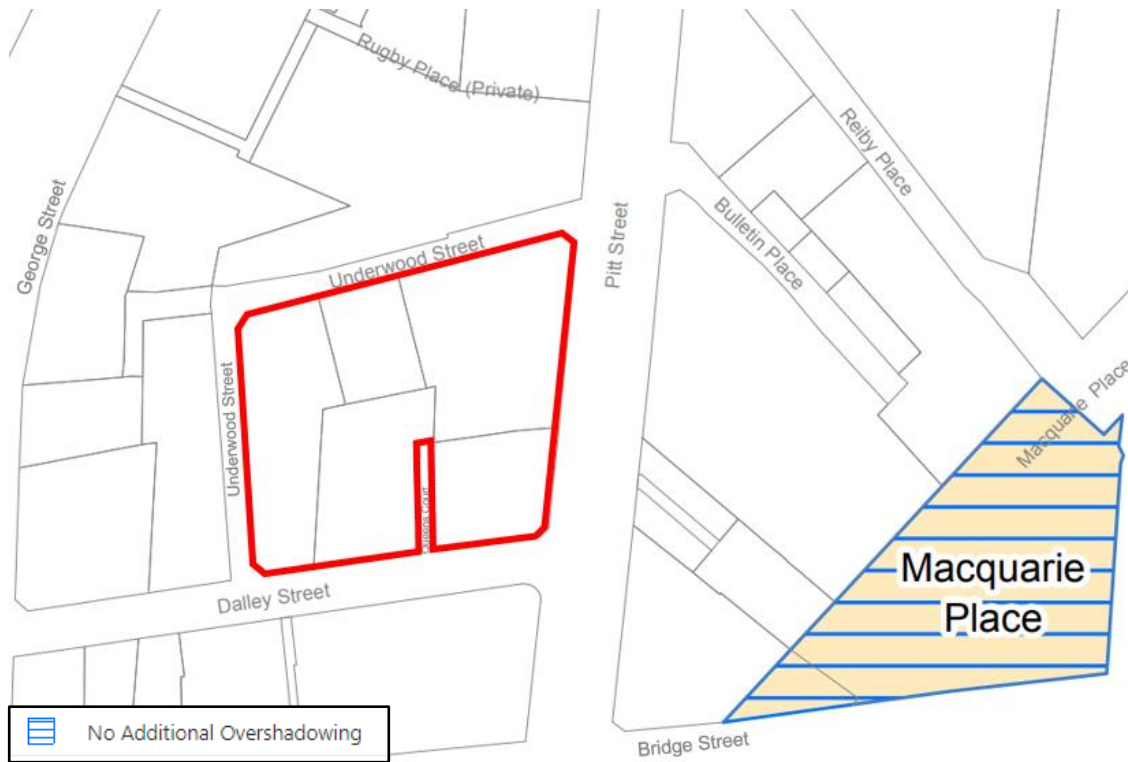 Rugby Place (Private)
Reiby Place
George Street
Bulletin Place
Pitt Street
Underwood Street
Underwood Street
Macquarie Place
Queens Court
Macquarie
Place
Dalley Street
No Additional Overshadowing
Bridge Street